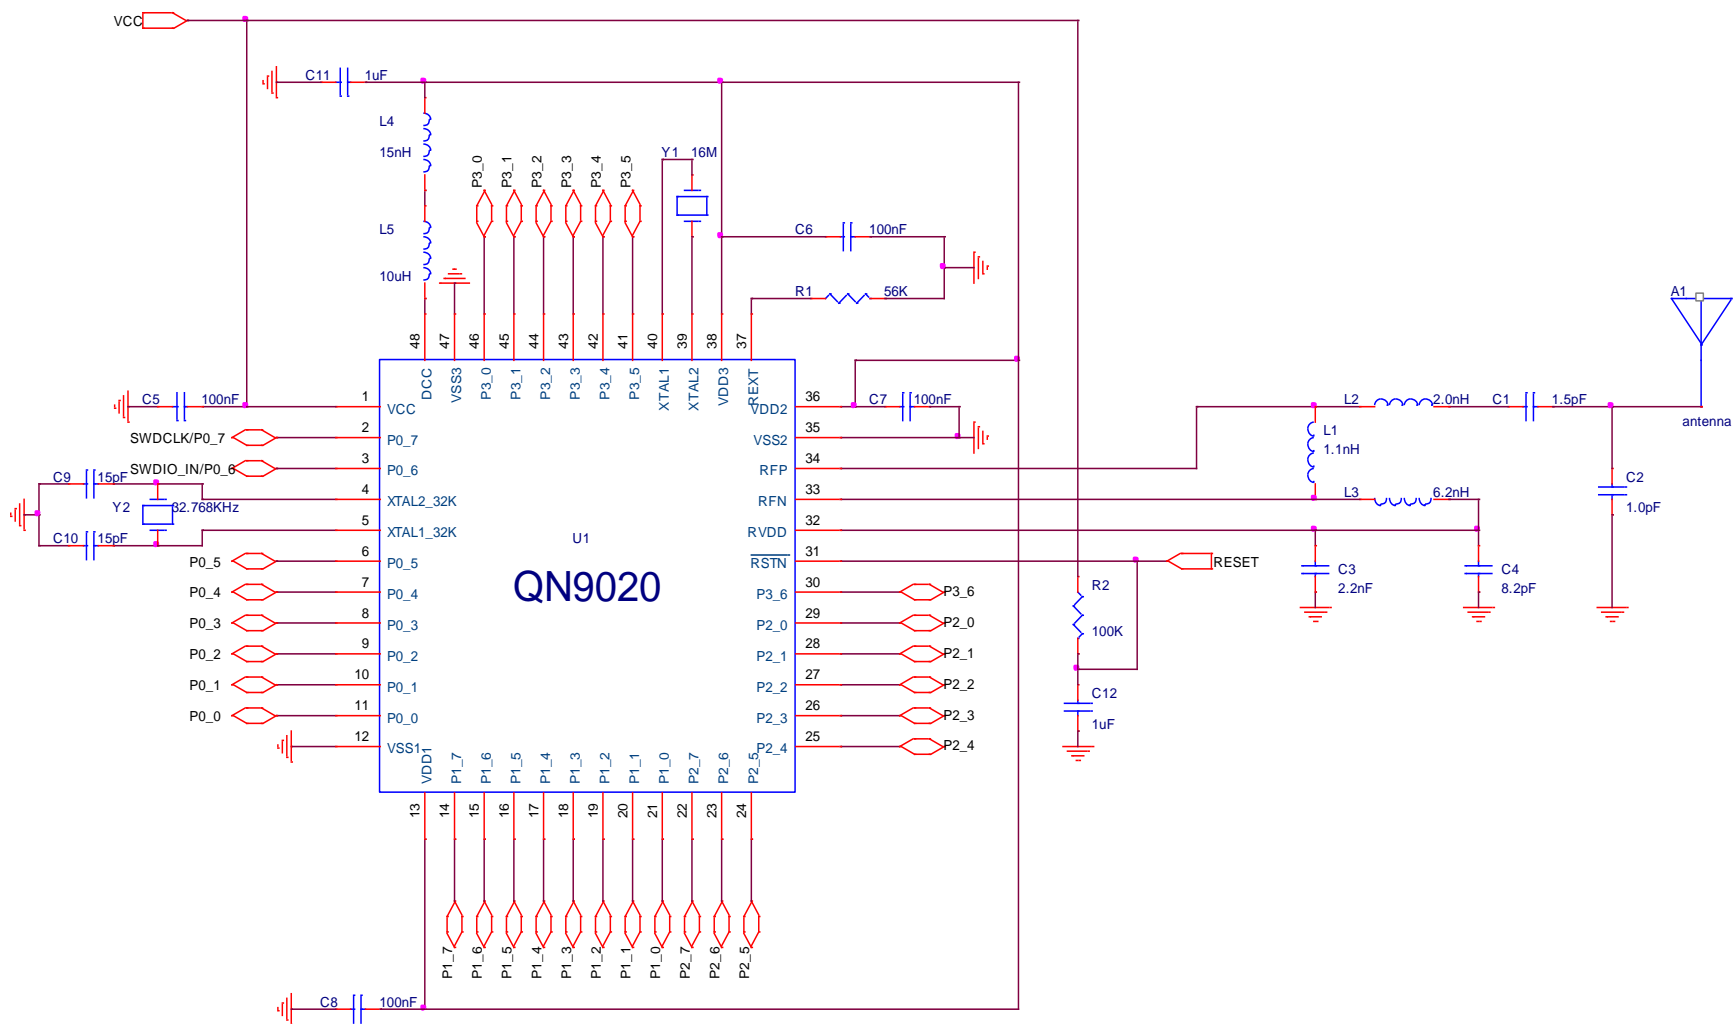 VCC
C11 1uF
L4
15nH
L5
10uH
P3_0
P3_1
P3_2
P3_3
P3_4
P3_5
Y1 16M
C6 100nF
R1 56K
A1
antenna
48
47
46
45
44
43
42
41
40
39
38
37
DCC
VSS3
P3_0
P3_1
P3_2
P3_3
P3_4
P3_5
XTAL1
XTAL2
VDD3
REXT
C5 100nF
1 VCC
SWDCLK/P0_7 2 P0_7
SWDIO_IN/P0_6 3 P0_6
C9 15pF
4 XTAL2_32K
Y2 32.768KHz
5 XTAL1_32K
C10 15pF
P0_5 6 P0_5
P0_4 7 P0_4
P0_3 8 P0_3
P0_2 9 P0_2
P0_1 10 P0_1
P0_0 11 P0_0
12 VSS1
U1
QN9020
VDD2 36
C7 100nF
VSS2 35
RFP 34
RFN 33
RVDD 32
RSTN 31
RESET
P3_6 30 P3_6
P2_0 29 P2_0
P2_1 28 P2_1
P2_2 27 P2_2
P2_3 26 P2_3
P2_4 25 P2_4
L2 2.0nH
C1 1.5pF
L1
1.1nH
L3 6.2nH
C2
1.0pF
C3
2.2nF
C4
8.2pF
R2
100K
C12
1uF
VDD1
P1_7
P1_6
P1_5
P1_4
P1_3
P1_2
P1_1
P1_0
P2_7
P2_6
P2_5
13
14
15
16
17
18
19
20
21
22
23
24
P1_7
P1_6
P1_5
P1_4
P1_3
P1_2
P1_1
P1_0
P2_7
P2_6
P2_5
C8 100nF